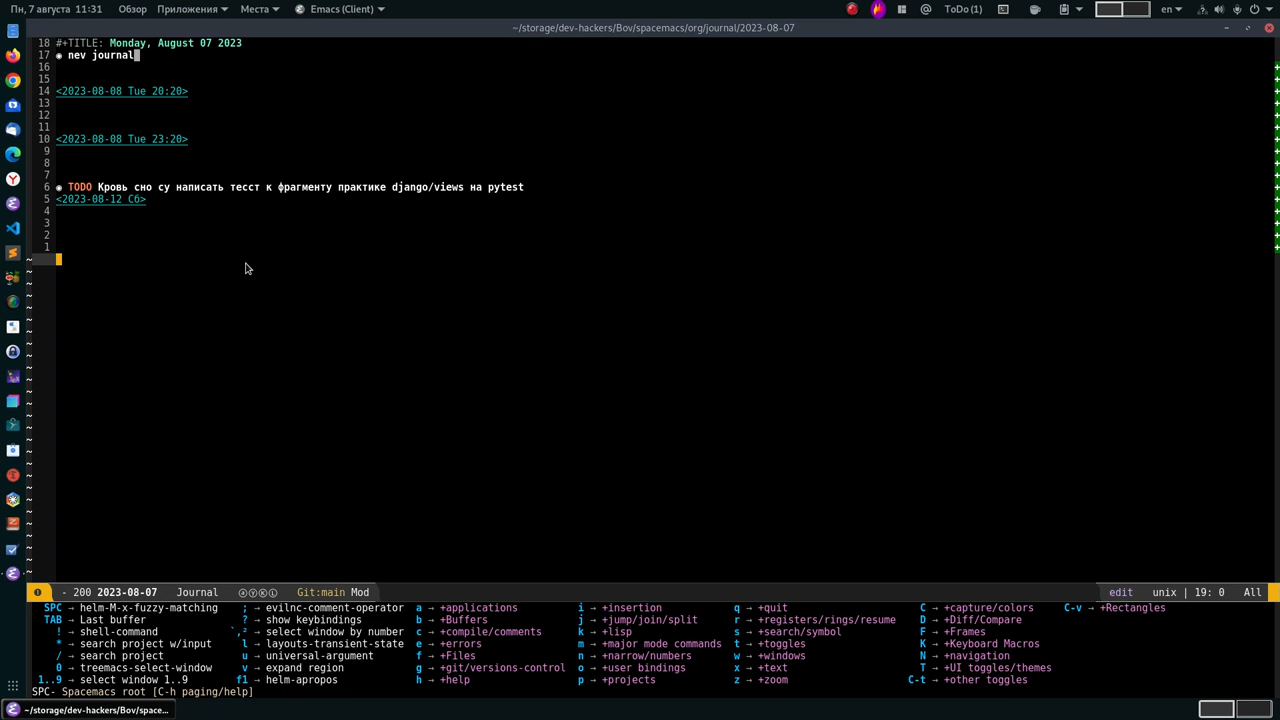 Пн, 7 августа 11:31 Обзор Приложения Места Emacs (Client) ToDo (1) en
~/storage/dev-hackers/Bov/spacemacs/org/journal/2023-08-07
18 #+TITLE: Monday, August 07 2023
17 nev journal
16
15
14 <2023-08-08 Tue 20:20>
13
12
11
10 <2023-08-08 Tue 23:20>
9
8
7
6 TODO Кровь сно су написать тесст к фрагменту практике django/views на pytest
5 <2023-08-12 Сб>
4
3
2
1
- 200 2023-08-07 Journal ⓐⓎⓀⓁ Git:main Mod edit unix | 19: 0 All
SPC → helm-M-x-fuzzy-matching ; → evilnc-comment-operator a → +applications i → +insertion q → +quit C → +capture/colors C-v → +Rectangles
TAB → Last buffer ? → show keybindings b → +Buffers j → +jump/join/split r → +registers/rings/resume D → +Diff/Compare
! → shell-command `,² → select window by number c → +compile/comments k → +lisp s → +search/symbol F → +Frames
* → search project w/input l → layouts-transient-state e → +errors m → major mode commands t → +toggles K → +Keyboard Macros
/ → search project u → universal-argument f → +Files n → +narrow/numbers w → +windows N → +navigation
0 → treemacs-select-window v → expand region g → +git/versions-control o → +user bindings x → +text T → +UI toggles/themes
1..9 → select window 1..9 f1 → helm-apropos h → +help p → +projects z → +zoom C-t → +other toggles
SPC- Spacemacs root [C-h paging/help]
~/storage/dev-hackers/Bov/space...